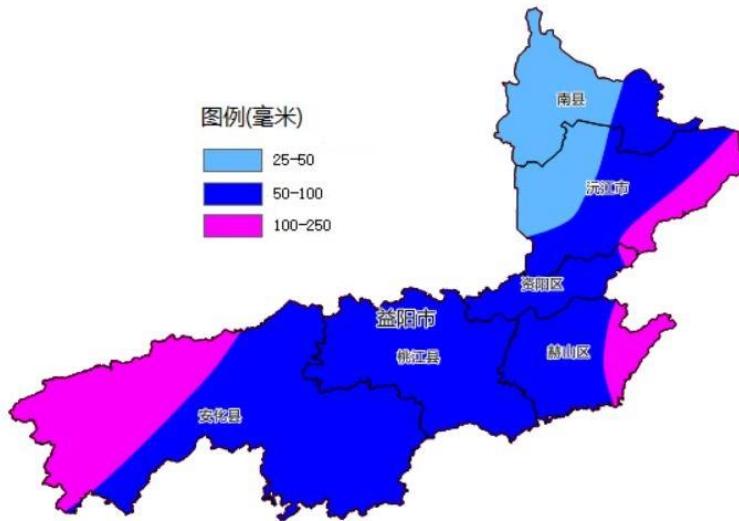 图例(毫米)
25-50
50-100
100-250
南县
沅江市
资阳区
益阳市
桃江县
赫山区
安化县